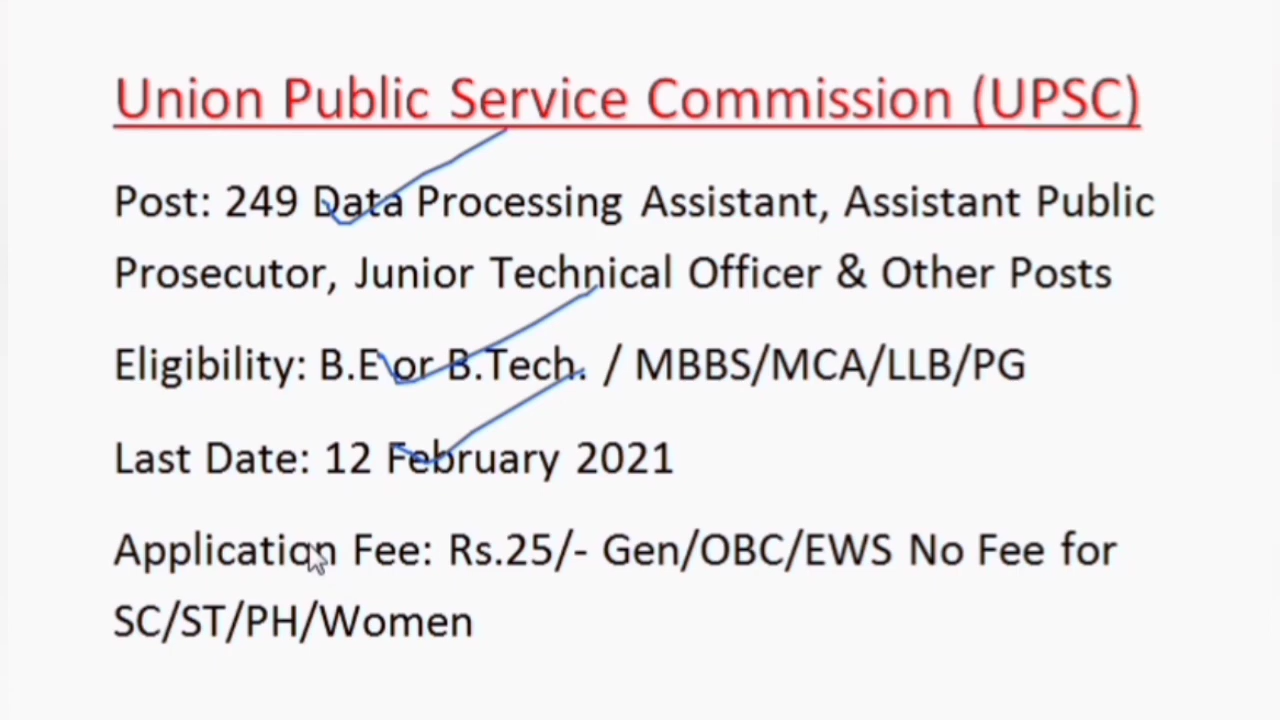 Union Public Service Commission (UPSC)
Post: 249 Data Processing Assistant, Assistant Public
Prosecutor, Junior Technical Officer & Other Posts
Eligibility: B.E or B.Tech. / MBBS/MCA/LLB/PG
Last Date: 12 February 2021
Application Fee: Rs.25/- Gen/OBC/EWS No Fee for
SC/ST/PH/Women